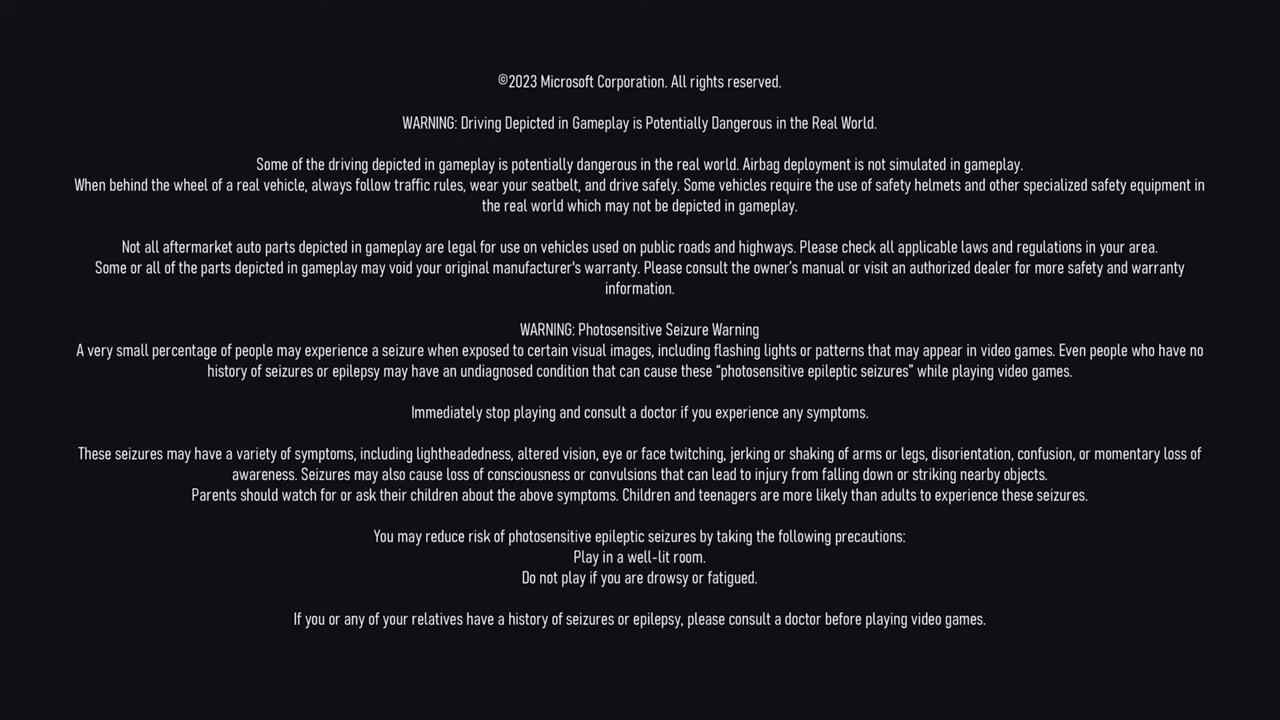 ©2023 Microsoft Corporation. All rights reserved.
WARNING: Driving Depicted in Gameplay is Potentially Dangerous in the Real World.
Some of the driving depicted in gameplay is potentially dangerous in the real world. Airbag deployment is not simulated in gameplay.
When behind the wheel of a real vehicle, always follow traffic rules, wear your seatbelt, and drive safely. Some vehicles require the use of safety helmets and other specialized safety equipment in
the real world which may not be depicted in gameplay.
Not all aftermarket auto parts depicted in gameplay are legal for use on vehicles used on public roads and highways. Please check all applicable laws and regulations in your area.
Some or all of the parts depicted in gameplay may void your original manufacturer's warranty. Please consult the owner’s manual or visit an authorized dealer for more safety and warranty
information.
WARNING: Photosensitive Seizure Warning
A very small percentage of people may experience a seizure when exposed to certain visual images, including flashing lights or patterns that may appear in video games. Even people who have no
history of seizures or epilepsy may have an undiagnosed condition that can cause these “photosensitive epileptic seizures” while playing video games.
Immediately stop playing and consult a doctor if you experience any symptoms.
These seizures may have a variety of symptoms, including lightheadedness, altered vision, eye or face twitching, jerking or shaking of arms or legs, disorientation, confusion, or momentary loss of
awareness. Seizures may also cause loss of consciousness or convulsions that can lead to injury from falling down or striking nearby objects.
Parents should watch for or ask their children about the above symptoms. Children and teenagers are more likely than adults to experience these seizures.
You may reduce risk of photosensitive epileptic seizures by taking the following precautions:
Play in a well-lit room.
Do not play if you are drowsy or fatigued.
If you or any of your relatives have a history of seizures or epilepsy, please consult a doctor before playing video games.